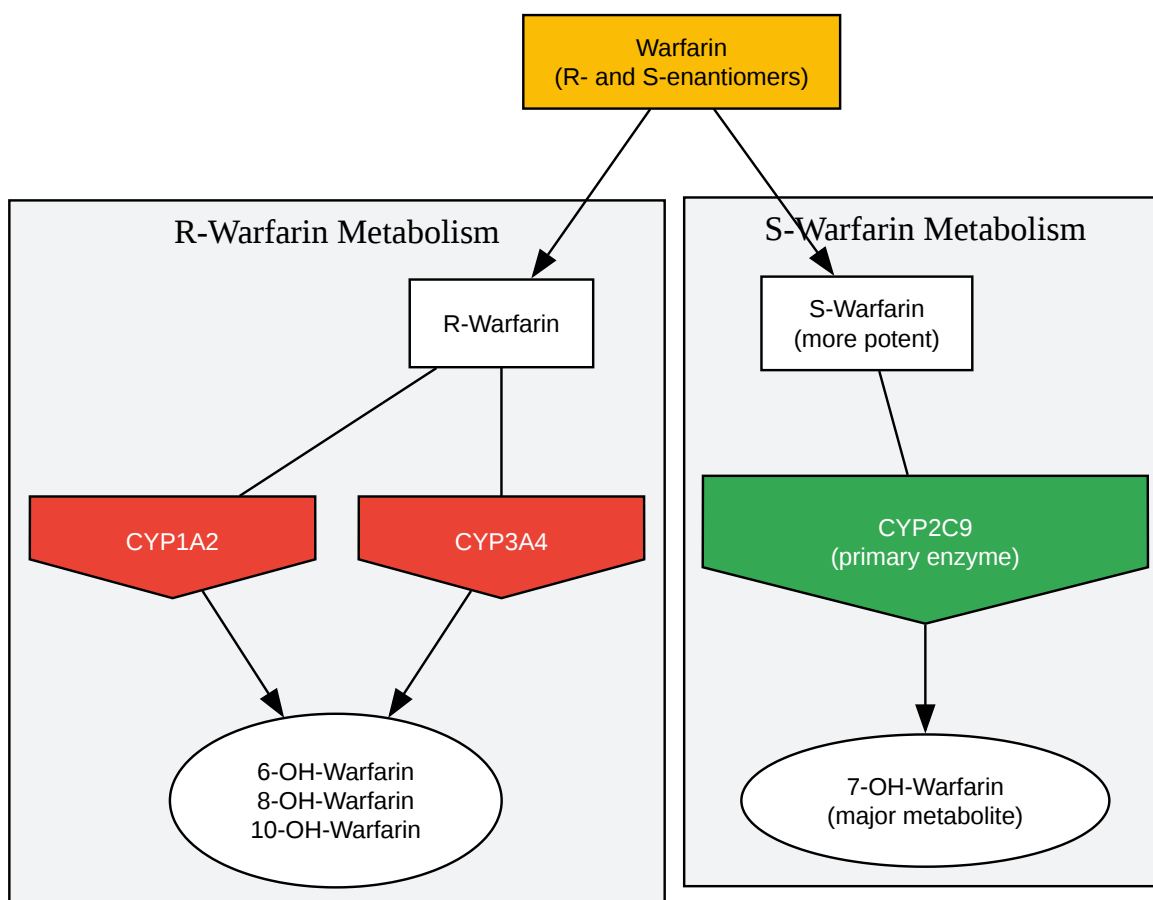 Warfarin
(R- and S-enantiomers)
R-Warfarin Metabolism
R-Warfarin
CYP1A2
CYP3A4
6-OH-Warfarin
8-OH-Warfarin
10-OH-Warfarin
S-Warfarin Metabolism
S-Warfarin
(more potent)
CYP2C9
(primary enzyme)
7-OH-Warfarin
(major metabolite)